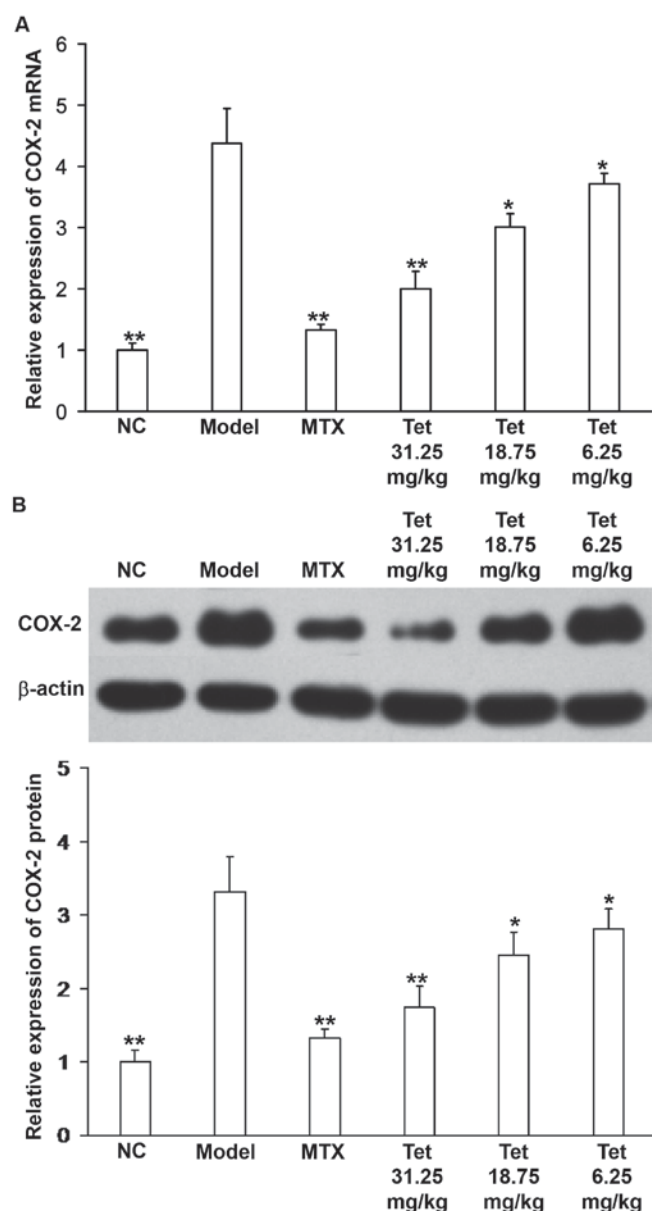 A
Relative expression of COX-2 mRNA
6
5
4
3
2
1
0
**
**
**
*
*
NC Model MTX Tet Tet Tet
31.25 18.75 6.25
mg/kg mg/kg mg/kg
B
Tet Tet Tet
31.25 18.75 6.25
NC Model MTX mg/kg mg/kg mg/kg
COX-2
β-actin
Relative expression of COX-2 protein
5
4
3
2
1
0
**
**
**
*
*
NC Model MTX Tet Tet Tet
31.25 18.75 6.25
mg/kg mg/kg mg/kg